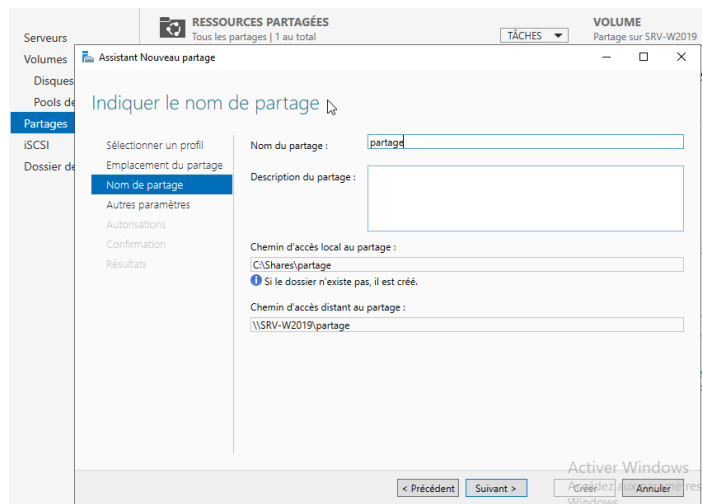 RESSOURCES PARTAGÉES
Tous les partages | 1 au total
TÂCHES
VOLUME
Partage sur SRV-W2019
Serveurs
Volumes
Disques
Pools de
Partages
iSCSI
Dossier de
Assistant Nouveau partage
Indiquer le nom de partage
Sélectionner un profil
Emplacement du partage
Nom de partage
Autres paramètres
Autorisations
Confirmation
Résultats
Nom du partage :
partage
Description du partage :
Chemin d'accès local au partage :
C:\Shares\partage
Si le dossier n'existe pas, il est créé.
Chemin d'accès distant au partage :
\\SRV-W2019\partage
Activer Windows
< Précédent
Suivant >
Créer
Annuler
Windows